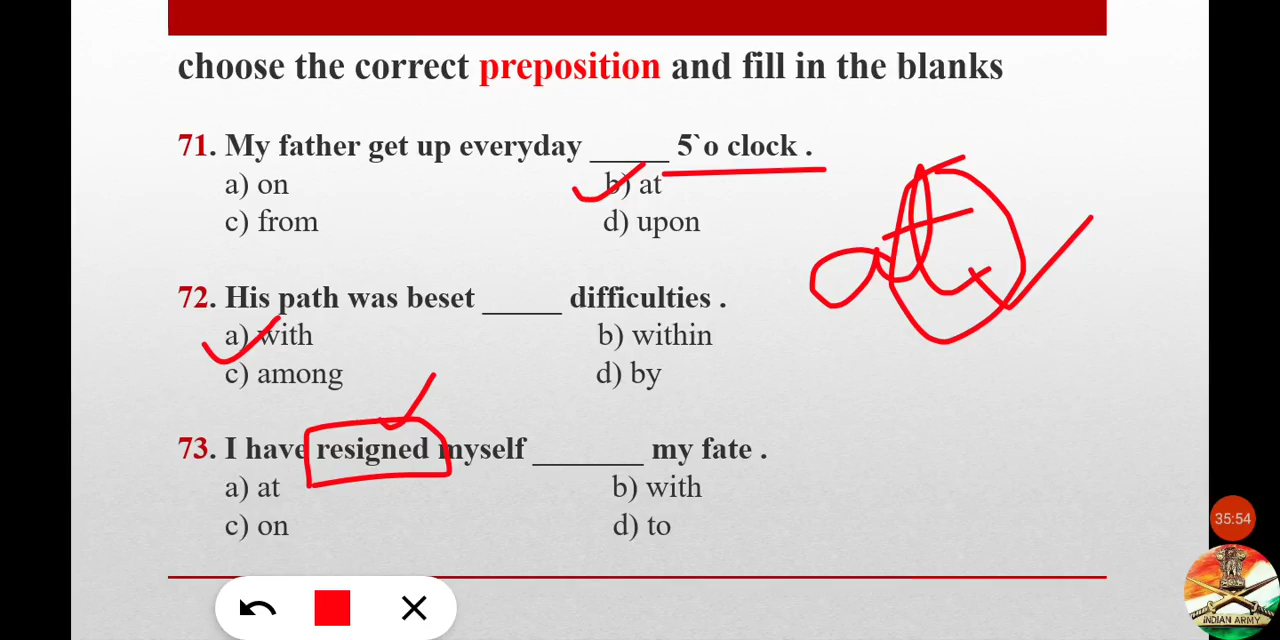 choose the correct preposition and fill in the blanks
71. My father get up everyday _____ 5`o clock .
a) on b) at
c) from d) upon
at
72. His path was beset _____ difficulties .
a) with b) within
c) among d) by
73. I have resigned myself _______ my fate .
a) at b) with
c) on d) to
35:54
INDIAN ARMY